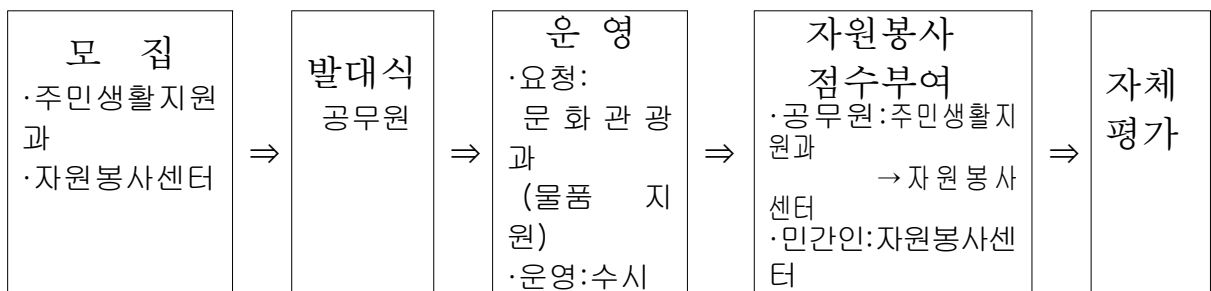 모 집
·주민생활지원
과
·자원봉사센터
⇒
발대식
공무원
⇒
운 영
·요청:
문 화 관 광
과
(물품 지
원)
·운영:수시
⇒
자원봉사
점수부여
·공무원:주민생활지
원과
→자원봉사
센터
·민간인:자원봉사센
터
⇒
자체
평가